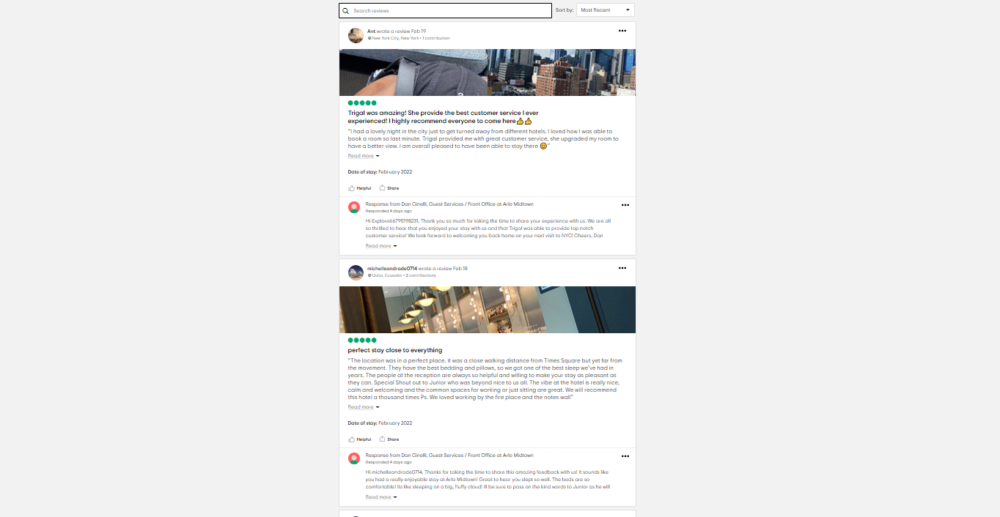 Search reviews
Sort by:
Most Recent
Ant wrote a review Feb 19
New York City, New York • 1 contribution
Trigal was amazing! She provide the best customer service I ever
experienced! I highly recommend everyone to come here👍👍
"I had a lovely night in the city just to get turned away from different hotels. I loved how I was able to
book a room so last minute. Trigal provided me with great customer service, she upgraded my room to
have a better view. I am overall pleased to have been able to stay there 😊"
Read more
Date of stay: February 2022
Helpful
Share
Response from Dan Cinelli, Guest Services / Front Office at Arlo Midtown
Responded 4 days ago
Hi Explore66795198231, Thank you so much for taking the time to share your experience with us. We are all
so thrilled to hear that you enjoyed your stay with us and that Trigal was able to provide top notch
customer service! We look forward to welcoming you back home on your next visit to NYC! Cheers, Dan
Read more
michelleandrade0714 wrote a review Feb 18
Quito, Ecuador • 2 contributions
perfect stay close to everything
"The location was in a perfect place. it was a close walking distance from Times Square but yet far from
the movement. They have the best bedding and pillows, so we got one of the best sleep we've had in
years. The people at the reception are always so helpful and willing to make your stay as pleasant as
they can. Special Shout out to Junior who was beyond nice to us all. The vibe at the hotel is really nice,
calm and welcoming and the common spaces for working or just sitting are great. We will recommend
this hotel a thousand times Ps. We loved working by the fire place and the notes wall"
Read more
Date of stay: February 2022
Helpful
Share
Response from Dan Cinelli, Guest Services / Front Office at Arlo Midtown
Responded 4 days ago
Hi michelleandrade0714, Thanks for taking the time to share this amazing feedback with us! It sounds like
you had a really enjoyable stay at Arlo Midtown! Great to hear you slept so well. The beds are so
comfortable! Its like sleeping on a big, fluffy cloud! Ill be sure to pass on the kind words to Junior as he will
Read more